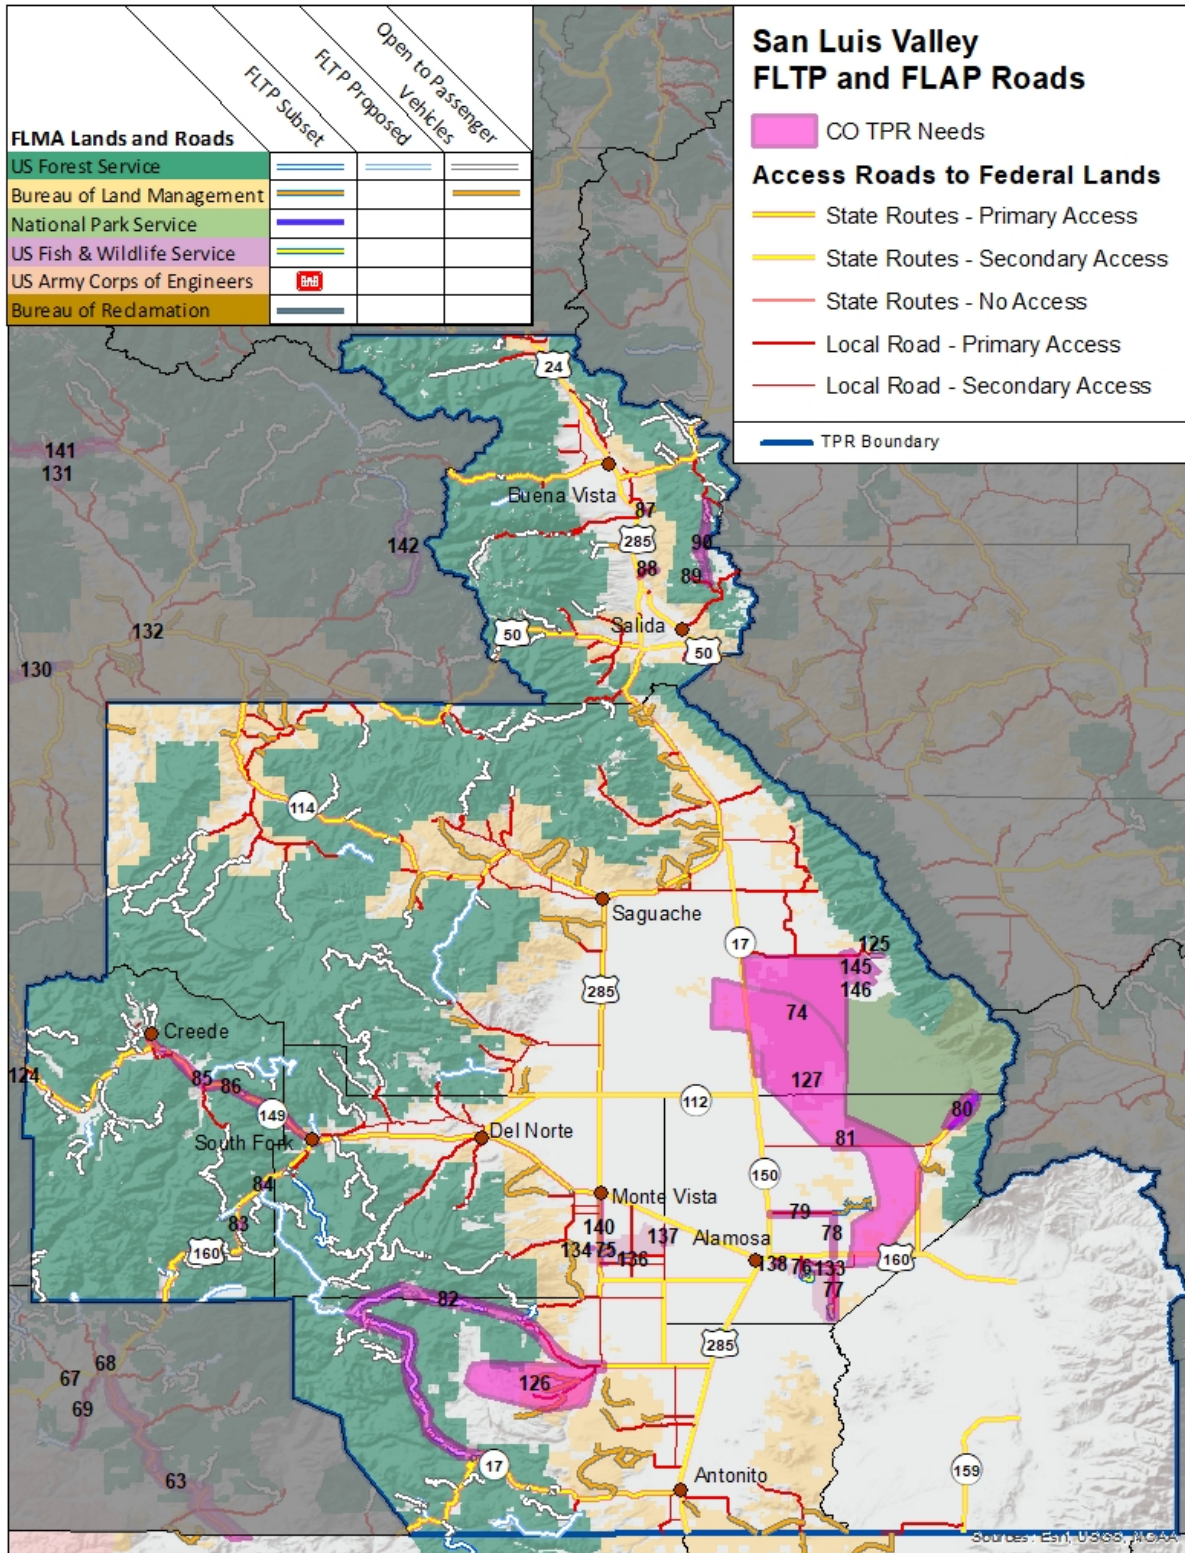 FLTP Subset
FLTP Proposed
Open to Passenger
Vehicles
FLMA Lands and Roads
US Forest Service
Bureau of Land Management
National Park Service
US Fish & Wildlife Service
US Army Corps of Engineers
Bureau of Reclamation
San Luis Valley
FLTP and FLAP Roads
CO TPR Needs
Access Roads to Federal Lands
State Routes - Primary Access
State Routes - Secondary Access
State Routes - No Access
Local Road - Primary Access
Local Road - Secondary Access
TPR Boundary
24
141
131
Buena Vista
87
285
142
90
88
89
132
Salida
50
50
130
114
Saguache
17
125
145
146
285
74
Creede
124
85
86
127
112
80
149
South Fork
Del Norte
81
84
150
Monte Vista
83
79
140
137
78
160
134
75
136
Alamosa
138
76
133
160
77
82
285
68
67
126
69
17
63
Antonito
159
Sources: Esri, USGS, NOAA